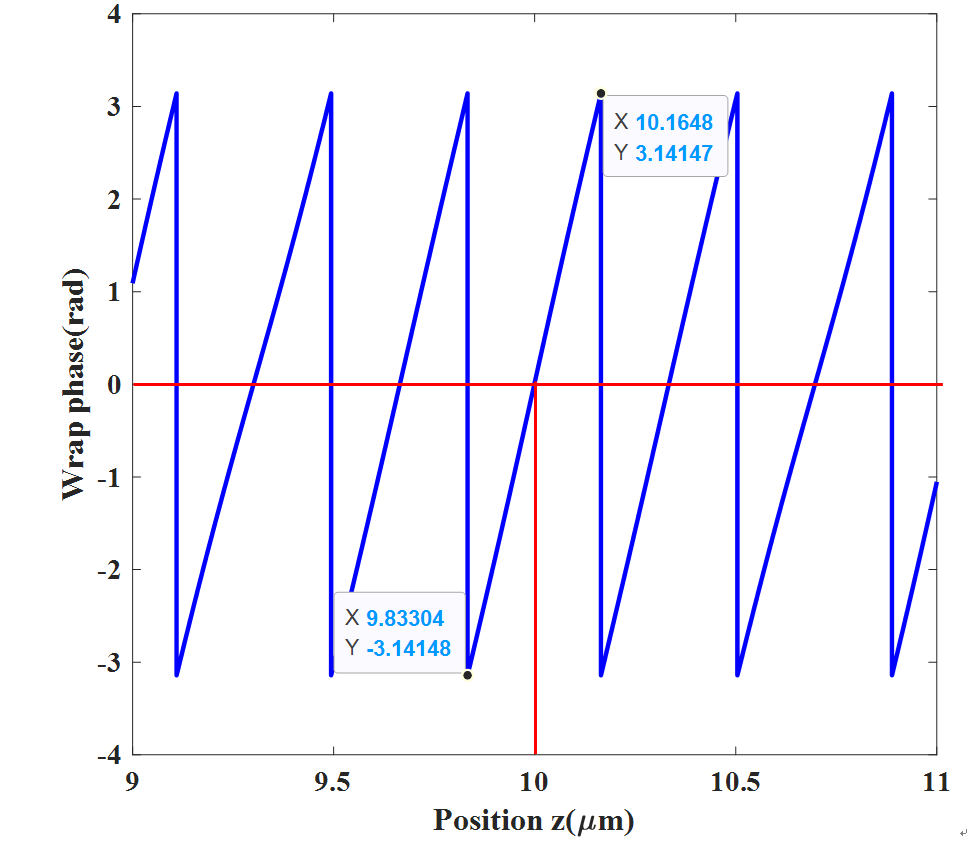 4
3
2
1
0
-1
-2
-3
-4
Wrap phase(rad)
X 10.1648
Y 3.14147
X 9.83304
Y -3.14148
9 9.5 10 10.5 11
Position z(μm)